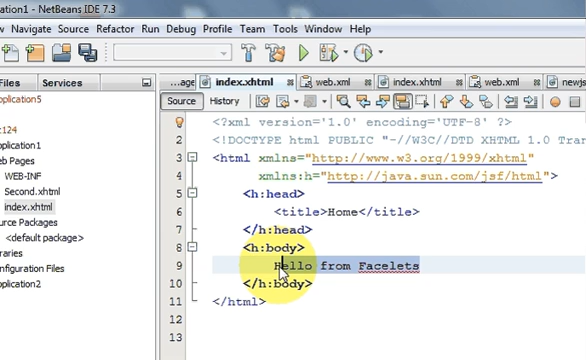 cation1 - NetBeans IDE 7.3
w Navigate Source Refactor Run Debug Profile Team Tools Window Help
Files Services
...age index.xhtml web.xml index.xhtml web.xml newjs
Source History
pplication5
:124
pplication1
eb Pages
WEB-INF
Second.xhtml
index.xhtml
ource Packages
<default package>
braries
onfiguration Files
pplication2
1 <?xml version='1.0' encoding='UTF-8' ?>
2 <!DOCTYPE html PUBLIC "-//W3C//DTD XHTML 1.0 Tran
3 <html xmlns="http://www.w3.org/1999/xhtml"
4 xmlns:h="http://java.sun.com/jsf/html">
5 <h:head>
6 <title>Home</title>
7 </h:head>
8 <h:body>
9 Hello from Facelets
10 </h:body>
11 </html>
12
13